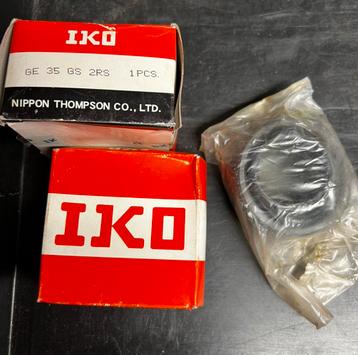 IKO
GE 35 GS 2RS 1PCS.
NIPPON THOMPSON CO., LTD.
IKO